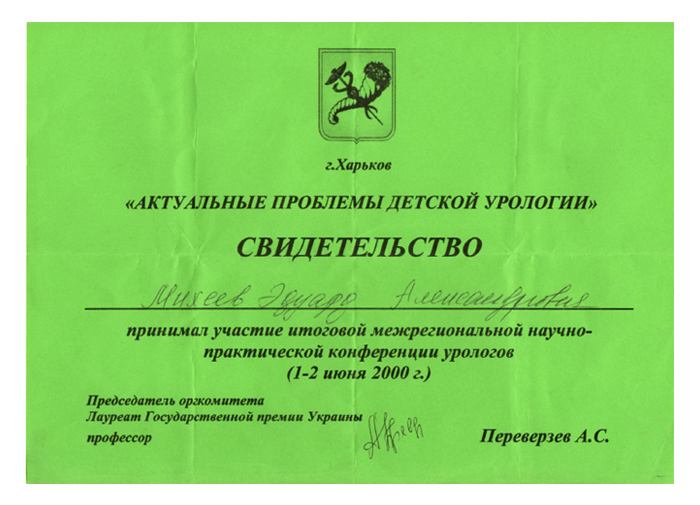 г.Харьков
«АКТУАЛЬНЫЕ ПРОБЛЕМЫ ДЕТСКОЙ УРОЛОГИИ»
СВИДЕТЕЛЬСТВО
Михеев Эдуард Александрович
принимал участие итоговой межрегиональной научно-
практической конференции урологов
(1-2 июня 2000 г.)
Председатель оргкомитета
Лауреат Государственной премии Украины
профессор Переверзев А.С.